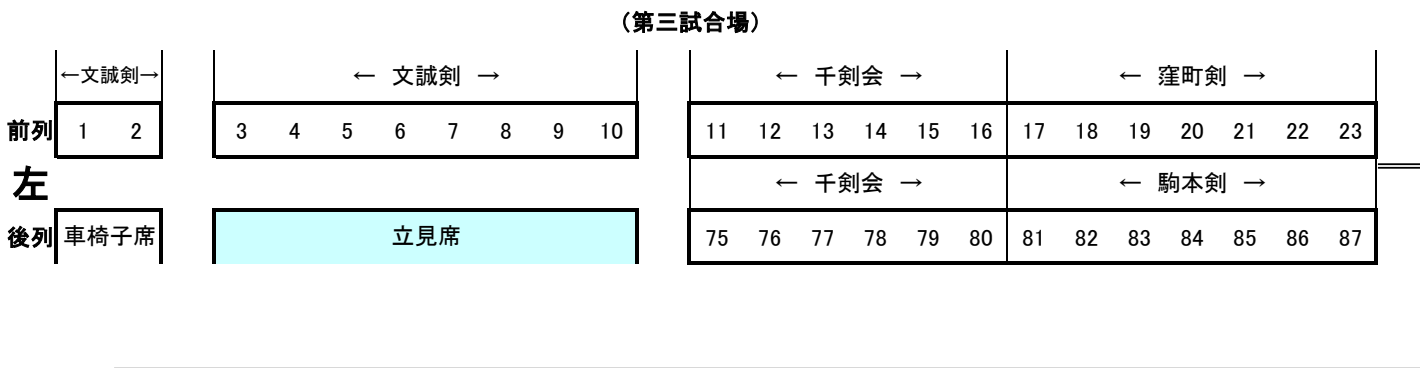 （第三試合場）
←文誠剣→ ← 文誠剣 → ← 千剣会 → ← 窪町剣 →
前列 1 2 3 4 5 6 7 8 9 10 11 12 13 14 15 16 17 18 19 20 21 22 23
左 ← 千剣会 → ← 駒本剣 →
後列 車椅子席 立見席 75 76 77 78 79 80 81 82 83 84 85 86 87